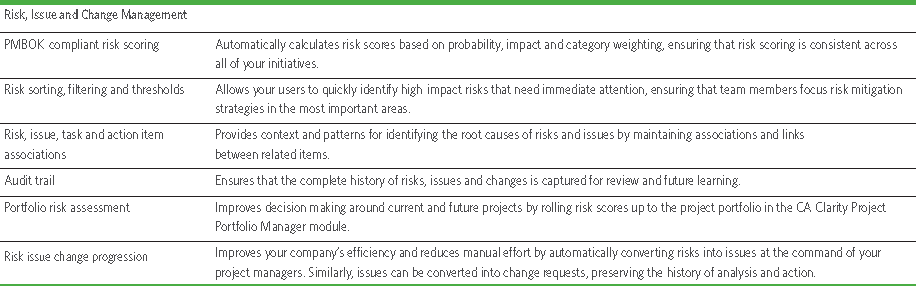 Risk, Issue and Change Management
PMBOK compliant risk scoring
Automatically calculates risk scores based on probability, impact and category weighting, ensuring that risk scoring is consistent across
all of your initiatives.
Risk sorting, filtering and thresholds
Allows your users to quickly identify high impact risks that need immediate attention, ensuring that team members focus risk mitigation
strategies in the most important areas.
Risk, issue, task and action item
associations
Provides context and patterns for identifying the root causes of risks and issues by maintaining associations and links
between related items.
Audit trail
Ensures that the complete history of risks, issues and changes is captured for review and future learning.
Portfolio risk assessment
Improves decision making around current and future projects by rolling risk scores up to the project portfolio in the CA Clarity Project
Portfolio Manager module.
Risk issue change progression
Improves your company's efficiency and reduces manual effort by automatically converting risks into issues at the command of your
project managers. Similarly, issues can be converted into change requests, preserving the history of analysis and action.